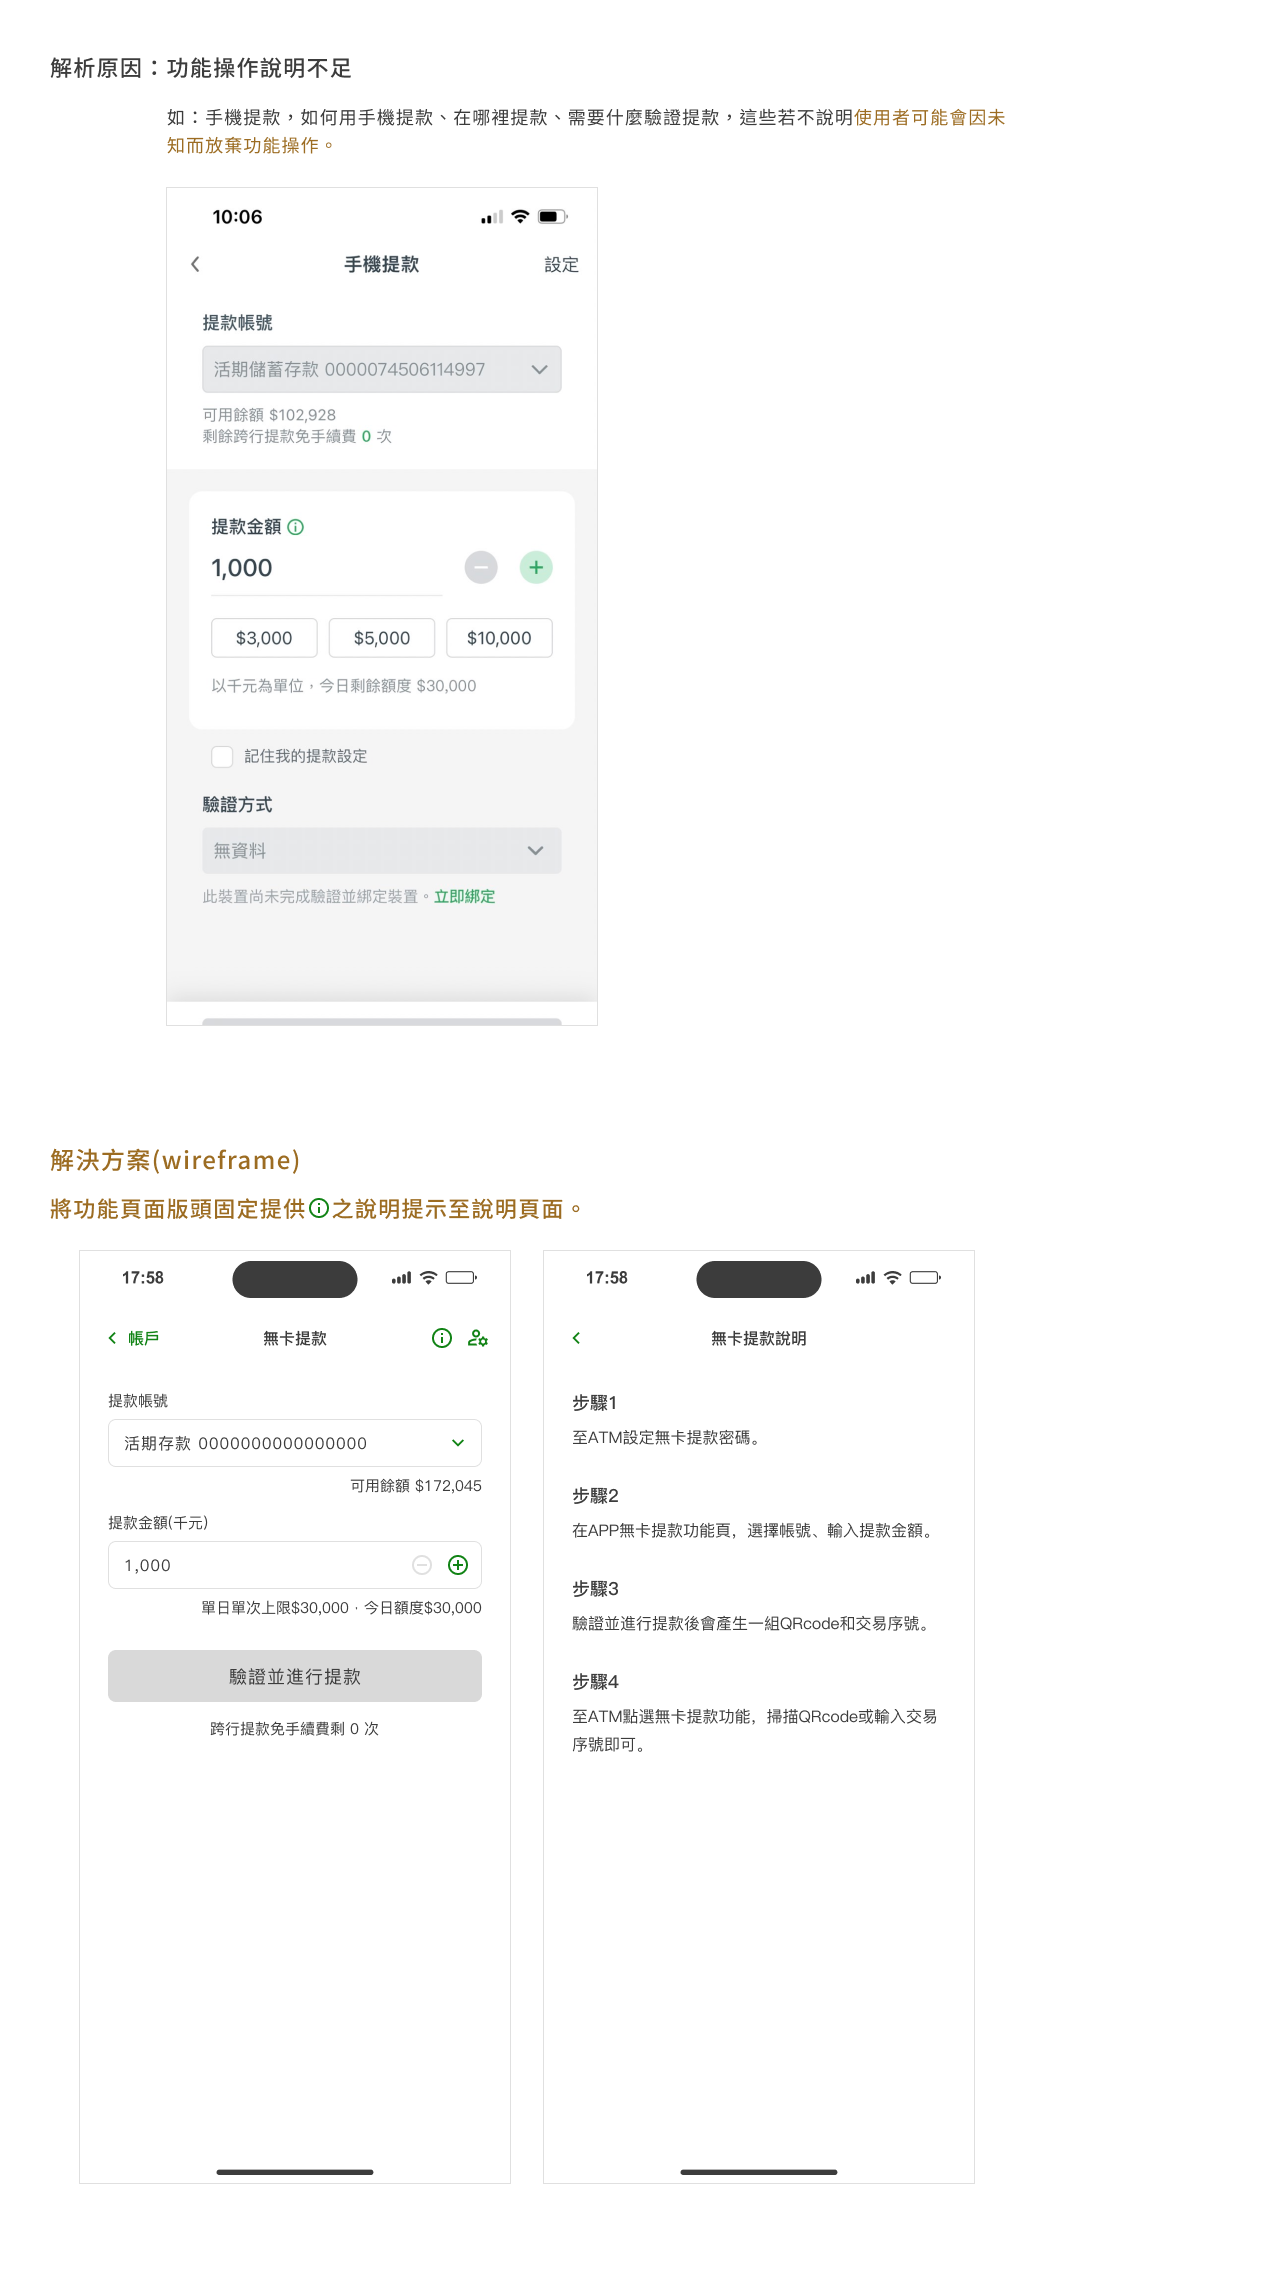 解析原因：功能操作說明不足
如：手機提款，如何用手機提款、在哪裡提款、需要什麼驗證提款，這些若不說明使用者可能會因未
知而放棄功能操作。
10:06
手機提款
設定
提款帳號
活期儲蓄存款 0000074506114997
可用餘額 $102,928
剩餘跨行提款免手續費 0 次
提款金額
1,000
$3,000 $5,000 $10,000
以千元為單位，今日剩餘額度 $30,000
記住我的提款設定
驗證方式
無資料
此裝置尚未完成驗證並綁定裝置。立即綁定
解決方案(wireframe)
將功能頁面版頭固定提供ⓘ之說明提示至說明頁面。
17:58
帳戶
無卡提款
提款帳號
活期存款 0000000000000000
可用餘額 $172,045
提款金額(千元)
1,000
單日單次上限$30,000 · 今日額度$30,000
驗證並進行提款
跨行提款免手續費剩 0 次
17:58
無卡提款說明
步驟1
至ATM設定無卡提款密碼。
步驟2
在APP無卡提款功能頁，選擇帳號、輸入提款金額。
步驟3
驗證並進行提款後會產生一組QRcode和交易序號。
步驟4
至ATM點選無卡提款功能，掃描QRcode或輸入交易
序號即可。